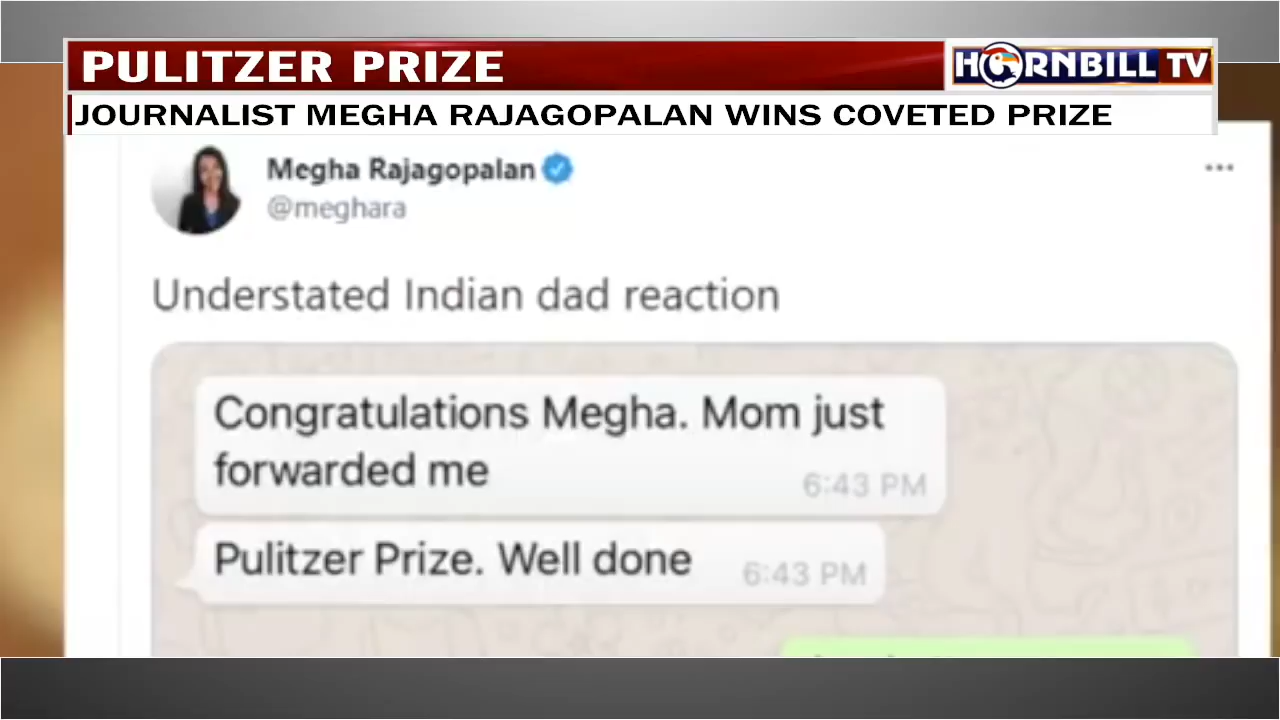 PULITZER PRIZE
HORNBILL TV
JOURNALIST MEGHA RAJAGOPALAN WINS COVETED PRIZE
Megha Rajagopalan
@meghara
Understated Indian dad reaction
Congratulations Megha. Mom just
forwarded me
6:43 PM
Pulitzer Prize. Well done
6:43 PM